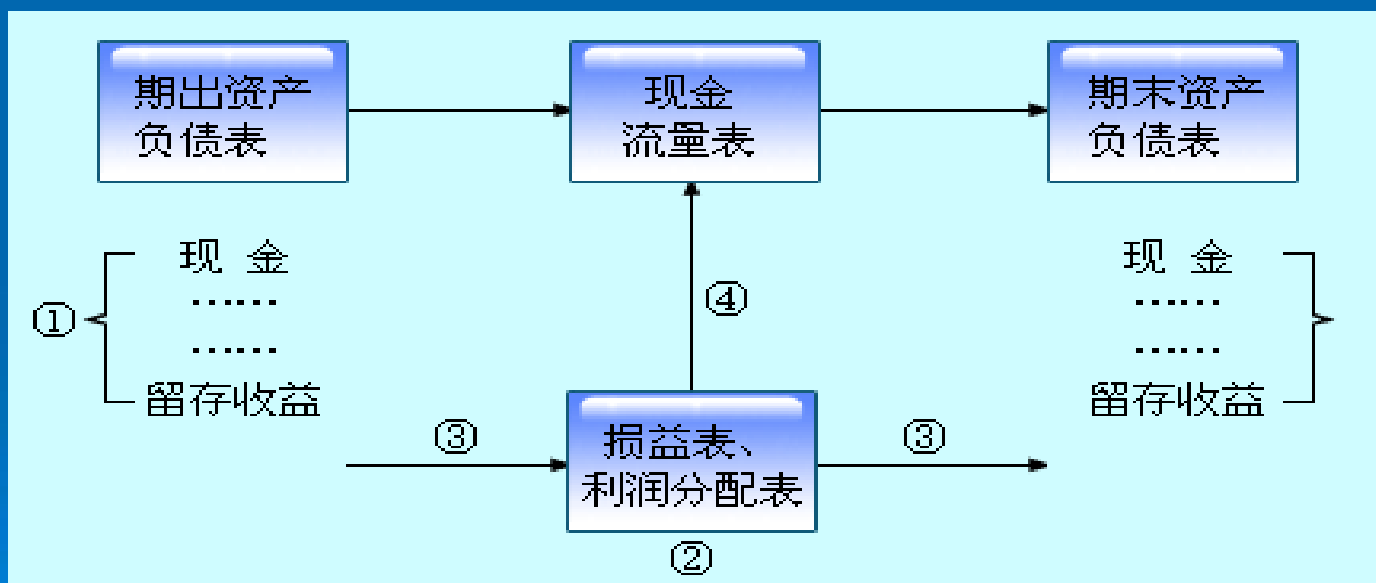 期出资产
负债表
现金
流量表
期末资产
负债表
现 金
……
……
留存收益
①
④
现 金
……
……
留存收益
③
损益表、
利润分配表
③
②